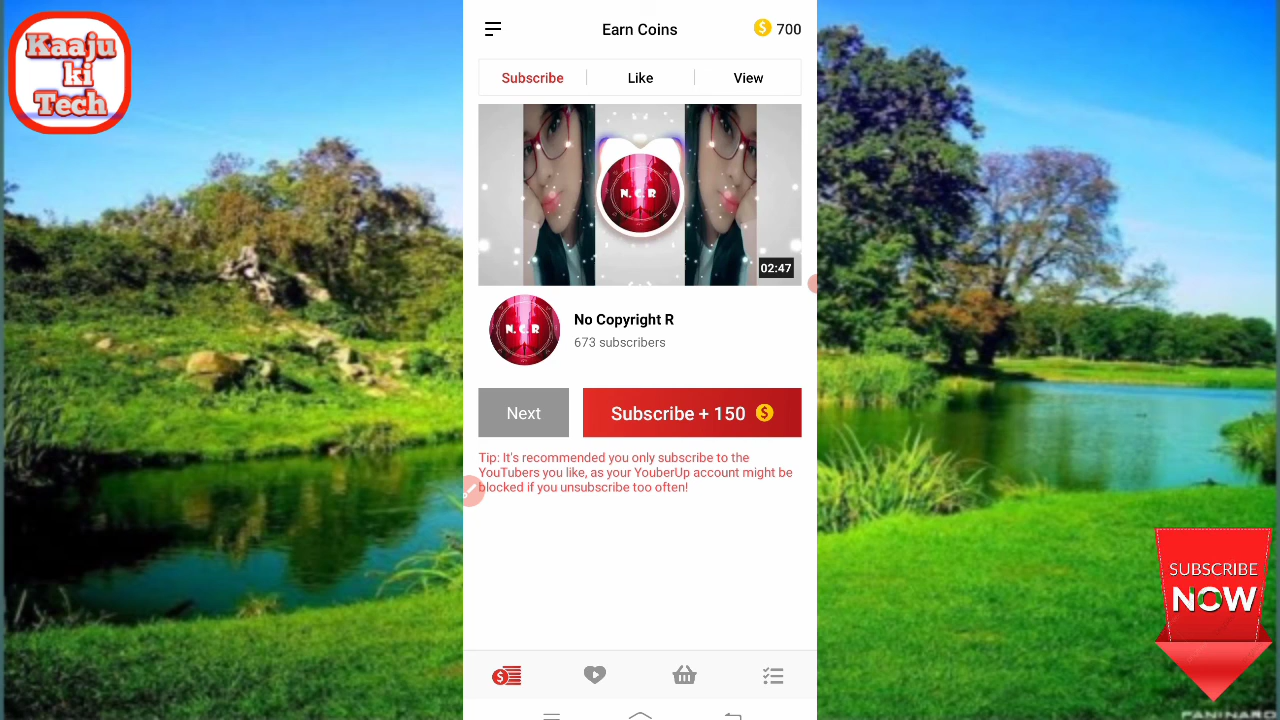 Kaaju
ki
Tech
Earn Coins
700
Subscribe
Like
View
N. C. R
02:47
N. C. R
No Copyright R
673 subscribers
Next
Subscribe + 150
Tip: It's recommended you only subscribe to the
YouTubers you like, as your YouberUp account might be
blocked if you unsubscribe too often!
SUBSCRIBE
NOW